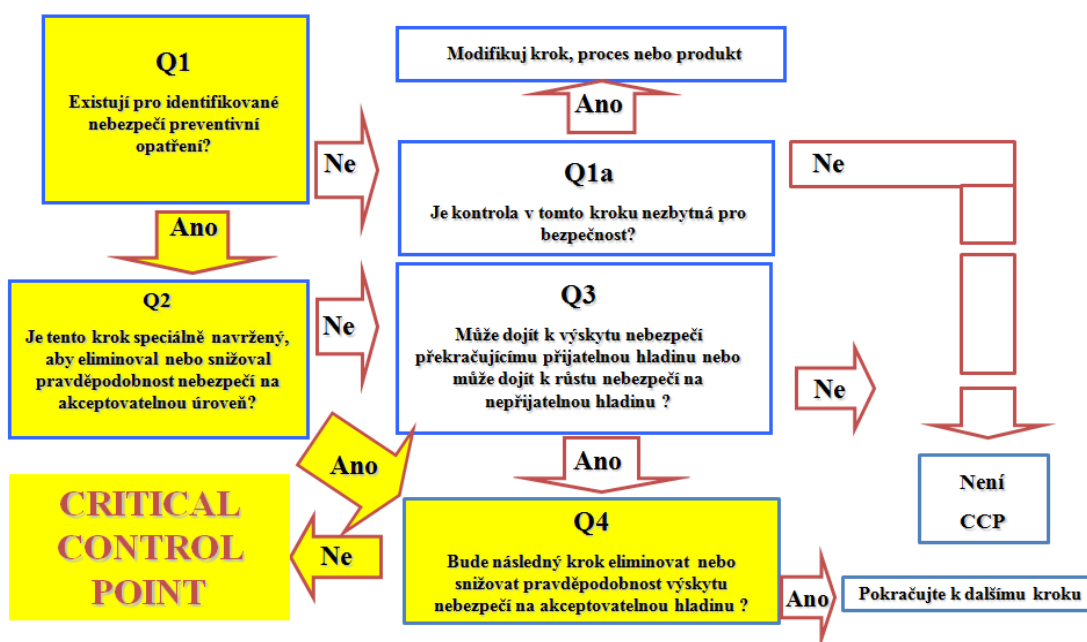 Q1
Existují pro identifikované
nebezpečí preventivní
opatření?
Modifikuj krok, proces nebo produkt
Ano
Ne
Q1a
Je kontrola v tomto kroku nezbytná pro
bezpečnost?
Ne
Ano
Q2
Je tento krok speciálně navržený,
aby eliminoval nebo snižoval
pravděpodobnost nebezpečí na
akceptovatelnou úroveň?
Ne
Q3
Může dojít k výskytu nebezpečí
překračujícímu přijatelnou hladinu nebo
může dojít k růstu nebezpečí na
nepřijatelnou hladinu ?
Ne
Ano
Ano
Není
CCP
CRITICAL
CONTROL
POINT
Ne
Q4
Bude následný krok eliminovat nebo
snižovat pravděpodobnost výskytu
nebezpečí na akceptovatelnou hladinu ?
Ano
Pokračujte k dalšímu kroku